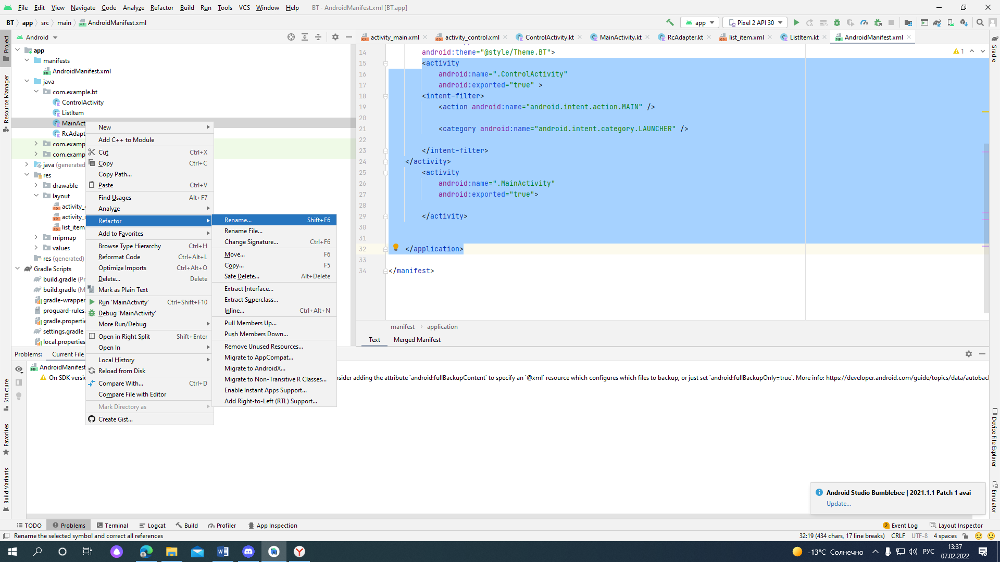 File Edit View Navigate Code Analyze Refactor Build Run Tools VCS Window Help BT - AndroidManifest.xml [BT.app]
BT app src main AndroidManifest.xml app Pixel 2 API 30
Android
activity_main.xml activity_control.xml ControlActivity.kt MainActivity.kt RcAdapter.kt list_item.xml ListItem.kt AndroidManifest.xml
Project
Resource Manager
Structure
Favorites
Build Variants
app
manifests
AndroidManifest.xml
java
com.example.bt
ControlActivity
ListItem
MainActi
RcAdapt
com.examp
com.examp
java (generated
res
drawable
layout
activity_
activity_
list_item
mipmap
values
res (generated)
Gradle Scripts
build.gradle (Pr
build.gradle (M
gradle-wrapper
proguard-rules.
gradle.propertie
settings.gradle
local.properties
New
Add C++ to Module
Cut Ctrl+X
Copy Ctrl+C
Copy Path...
Paste Ctrl+V
Find Usages Alt+F7
Analyze
Refactor
Add to Favorites
Browse Type Hierarchy Ctrl+H
Reformat Code Ctrl+Alt+L
Optimize Imports Ctrl+Alt+O
Delete... Delete
Mark as Plain Text
Run 'MainActivity' Ctrl+Shift+F10
Debug 'MainActivity'
More Run/Debug
Open in Right Split Shift+Enter
Open In
Local History
Reload from Disk
Compare With... Ctrl+D
Compare File with Editor
Mark Directory as
Create Gist...
Rename... Shift+F6
Rename File...
Change Signature... Ctrl+F6
Move... F6
Copy... F5
Safe Delete... Alt+Delete
Extract Interface...
Extract Superclass...
Inline... Ctrl+Alt+N
Pull Members Up...
Push Members Down...
Remove Unused Resources...
Migrate to AppCompat...
Migrate to AndroidX...
Migrate to Non-Transitive R Classes...
Enable Instant Apps Support...
Add Right-to-Left (RTL) Support...
14 android:theme="@style/Theme.BT">
15 <activity
16 android:name=".ControlActivity"
17 android:exported="true" >
18 <intent-filter>
19 <action android:name="android.intent.action.MAIN" />
20
21 <category android:name="android.intent.category.LAUNCHER" />
22
23 </intent-filter>
24 </activity>
25 <activity
26 android:name=".MainActivity"
27 android:exported="true">
28
29 </activity>
30
31
32 </application>
33
34 </manifest>
1
manifest application
Text Merged Manifest
Gradle
Device File Explorer
Emulator
Problems: Current File
AndroidManifest
On SDK versio
nsider adding the attribute `android:fullBackupContent` to specify an `@xml` resource which configures which files to backup, or just set `android:fullBackupOnly=true`. More info: https://developer.android.com/guide/topics/data/autobac
Android Studio Bumblebee | 2021.1.1 Patch 1 avai
Update...
TODO Problems Terminal Logcat Build Profiler App Inspection 2 Event Log Layout Inspector
Rename the selected symbol and correct all references 32:19 (434 chars, 17 line breaks) CRLF UTF-8 4 spaces
-13°C Солнечно РУС 13:37
07.02.2022